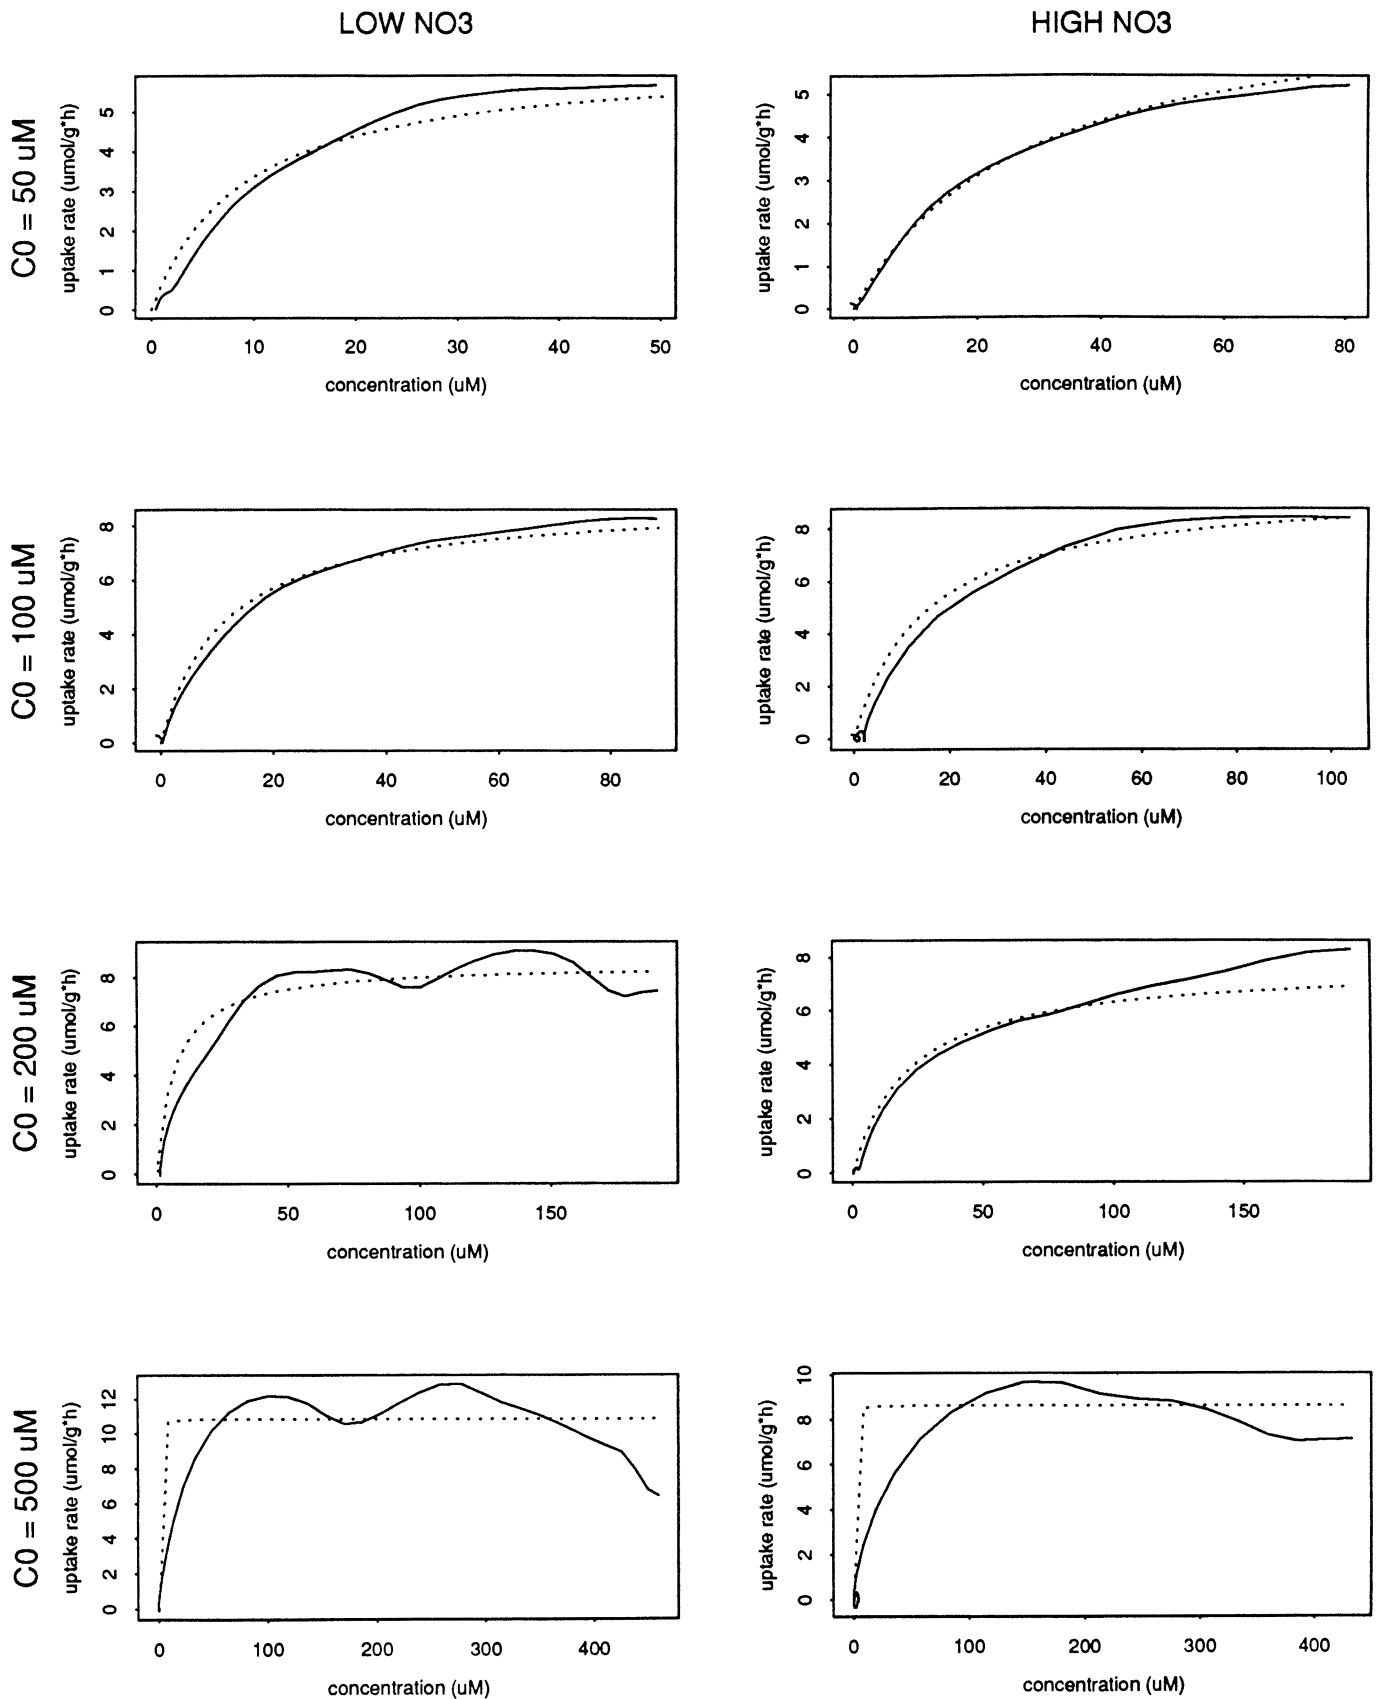 LOW NO3
HIGH NO3
C0 = 50 uM
uptake rate (umol/g*h)
0 1 2 3 4 5
0 10 20 30 40 50
concentration (uM)
uptake rate (umol/g*h)
0 1 2 3 4 5
0 20 40 60 80
concentration (uM)
C0 = 100 uM
uptake rate (umol/g*h)
0 2 4 6 8
0 20 40 60 80
concentration (uM)
uptake rate (umol/g*h)
0 2 4 6 8
0 20 40 60 80 100
concentration (uM)
C0 = 200 uM
uptake rate (umol/g*h)
0 2 4 6 8
0 50 100 150
concentration (uM)
uptake rate (umol/g*h)
0 2 4 6 8
0 50 100 150
concentration (uM)
C0 = 500 uM
uptake rate (umol/g*h)
0 2 4 6 8 10 12
0 100 200 300 400
concentration (uM)
uptake rate (umol/g*h)
0 2 4 6 8 10
0 100 200 300 400
concentration (uM)